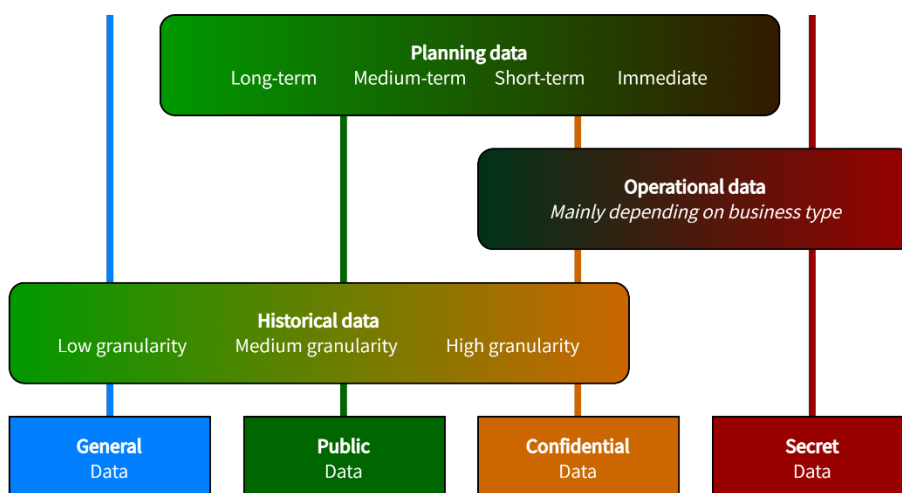 Planning data
Long-term Medium-term Short-term Immediate
Operational data
Mainly depending on business type
Historical data
Low granularity Medium granularity High granularity
General
Data
Public
Data
Confidential
Data
Secret
Data